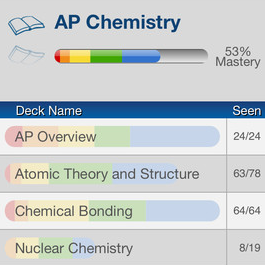 AP Chemistry
53%
Mastery
Deck Name Seen
AP Overview 24/24
Atomic Theory and Structure 63/78
Chemical Bonding 64/64
Nuclear Chemistry 8/19